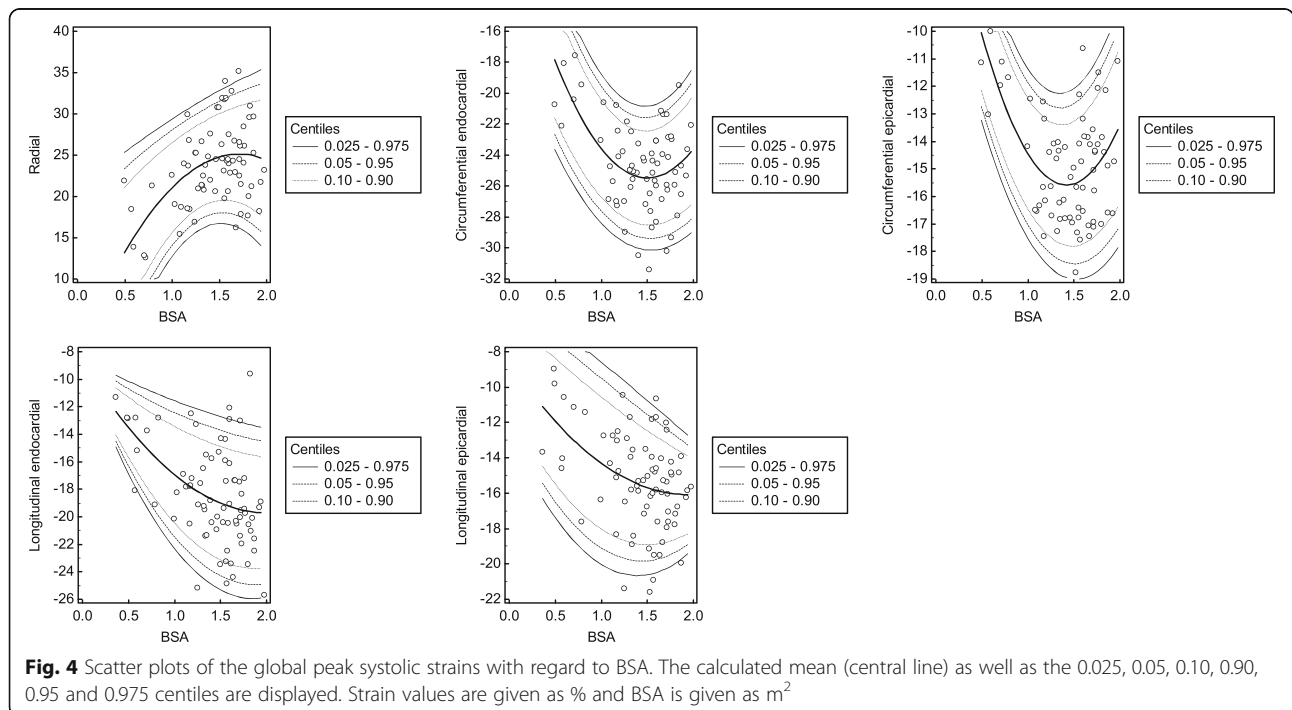 40
35
30
25
20
15
10
Radial
0.0 0.5 1.0 1.5 2.0
BSA
Centiles
0.025 - 0.975
0.05 - 0.95
0.10 - 0.90
-16
-18
-20
-22
-24
-26
-28
-30
-32
Circumferential endocardial
0.0 0.5 1.0 1.5 2.0
BSA
Centiles
0.025 - 0.975
0.05 - 0.95
0.10 - 0.90
-10
-11
-12
-13
-14
-15
-16
-17
-18
-19
Circumferential epicardial
0.0 0.5 1.0 1.5 2.0
BSA
Centiles
0.025 - 0.975
0.05 - 0.95
0.10 - 0.90
-8
-10
-12
-14
-16
-18
-20
-22
-24
-26
Longitudinal endocardial
0.0 0.5 1.0 1.5 2.0
BSA
Centiles
0.025 - 0.975
0.05 - 0.95
0.10 - 0.90
-8
-10
-12
-14
-16
-18
-20
-22
Longitudinal epicardial
0.0 0.5 1.0 1.5 2.0
BSA
Centiles
0.025 - 0.975
0.05 - 0.95
0.10 - 0.90
Fig. 4 Scatter plots of the global peak systolic strains with regard to BSA. The calculated mean (central line) as well as the 0.025, 0.05, 0.10, 0.90,
0.95 and 0.975 centiles are displayed. Strain values are given as % and BSA is given as m²